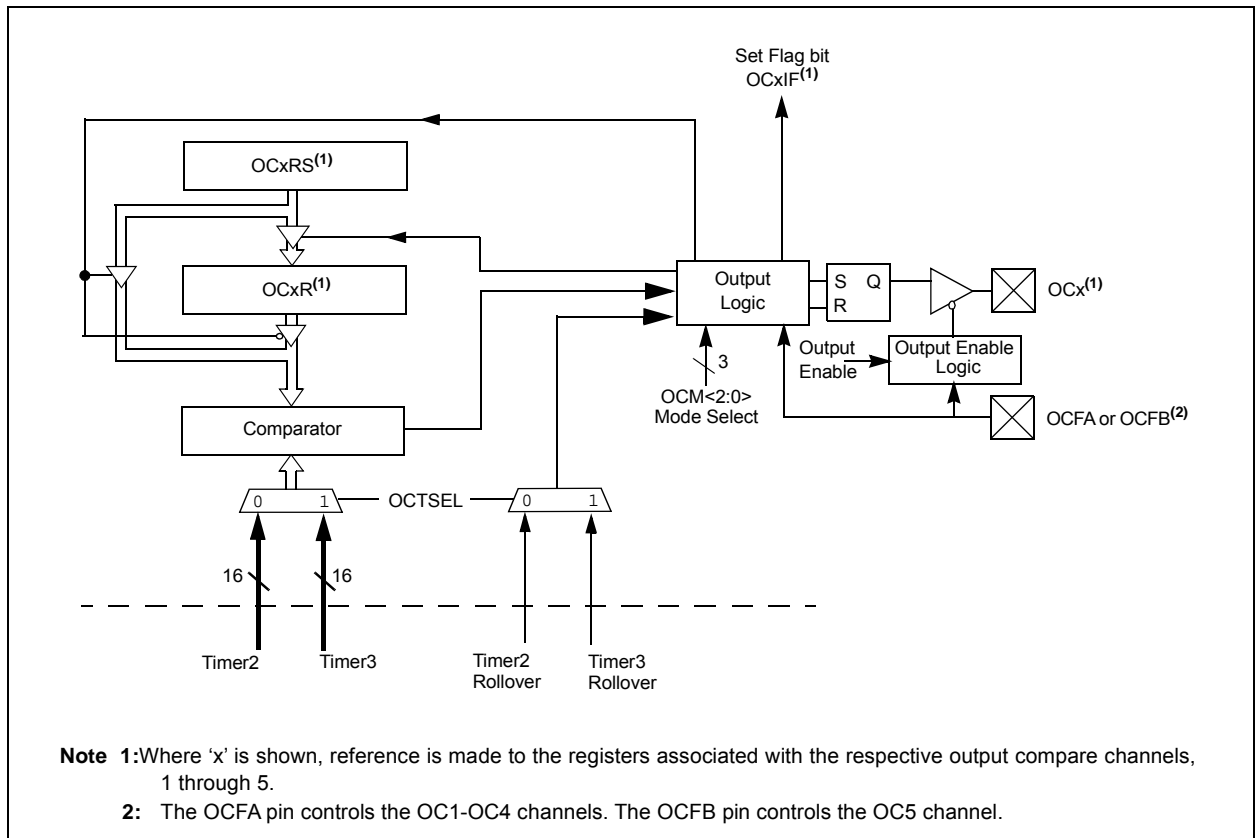 Set Flag bit
OCxIF(1)
OCxRS(1)
OCxR(1)
Output
Logic
S Q
R
OCx(1)
3
Output
Enable
Output Enable
Logic
OCM<2:0>
Mode Select
OCFA or OCFB(2)
Comparator
0 1
OCTSEL
0 1
16
16
Timer2
Timer3
Timer2
Rollover
Timer3
Rollover
Note 1:Where ‘x’ is shown, reference is made to the registers associated with the respective output compare channels,
1 through 5.
2: The OCFA pin controls the OC1-OC4 channels. The OCFB pin controls the OC5 channel.